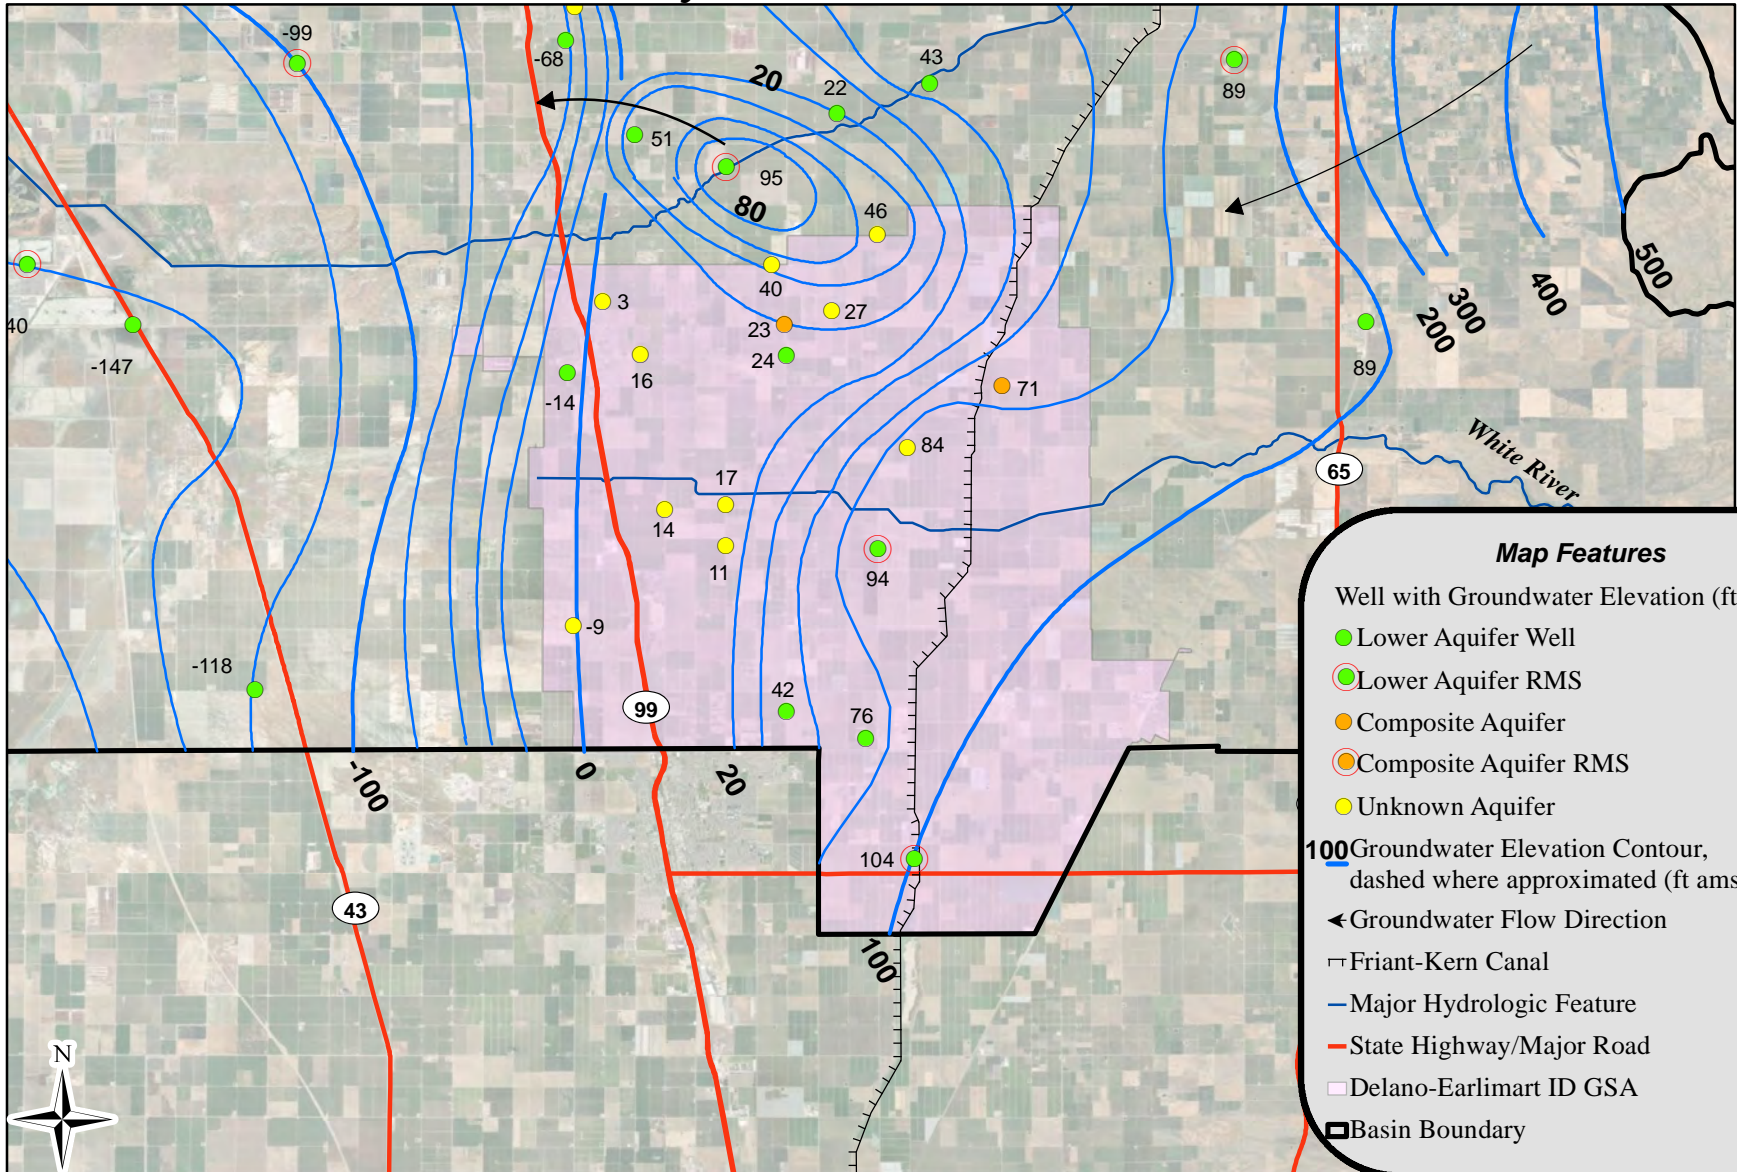 -99
-68
20
22
43
89
51
95
80
46
40
3
23
27
24
16
-14
40
-147
71
84
17
14
11
94
-9
-118
42
76
104
89
200
300
400
500
White River
65
99
43
-100
0
20
100
N
Map Features
Well with Groundwater Elevation (ft
Lower Aquifer Well
Lower Aquifer RMS
Composite Aquifer
Composite Aquifer RMS
Unknown Aquifer
100 Groundwater Elevation Contour,
dashed where approximated (ft ams
Groundwater Flow Direction
Friant-Kern Canal
Major Hydrologic Feature
State Highway/Major Road
Delano-Earlimart ID GSA
Basin Boundary